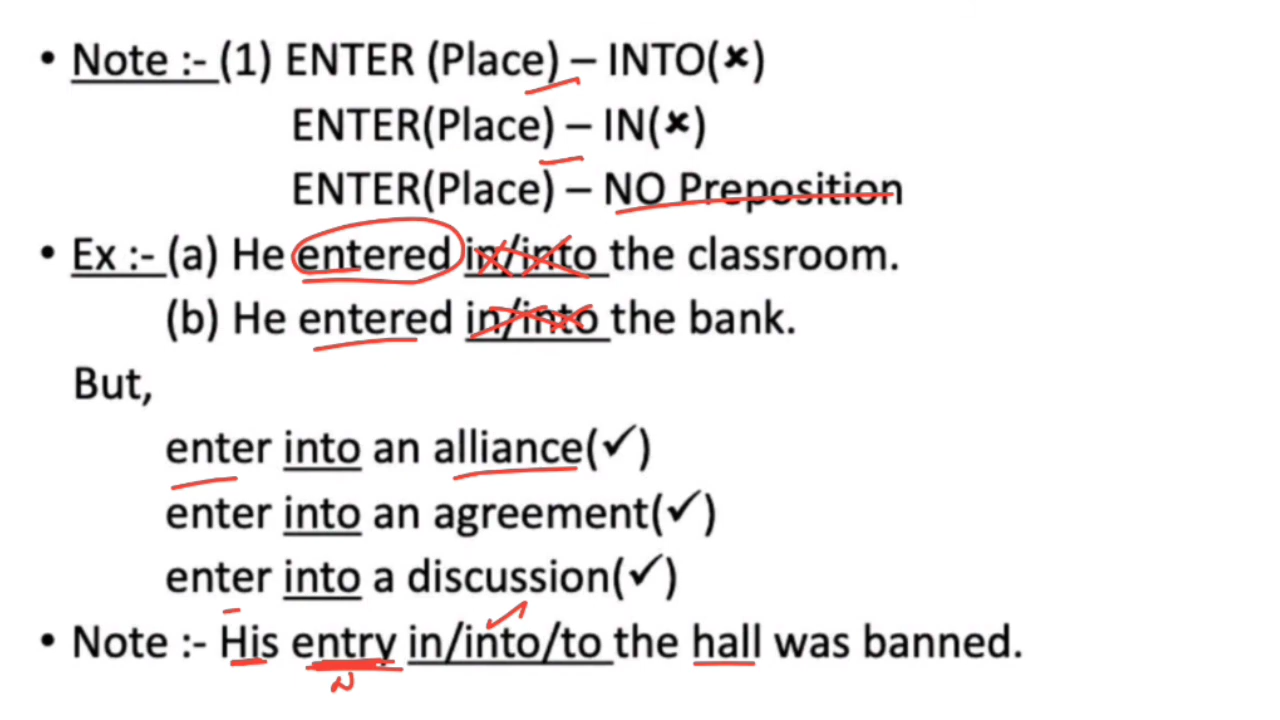 • Note :- (1) ENTER (Place) – INTO(✘)
ENTER(Place) – IN(✘)
ENTER(Place) – NO Preposition
• Ex :- (a) He entered in/into the classroom.
(b) He entered in/into the bank.
But,
enter into an alliance(✓)
enter into an agreement(✓)
enter into a discussion(✓)
• Note :- His entry in/into/to the hall was banned.
N